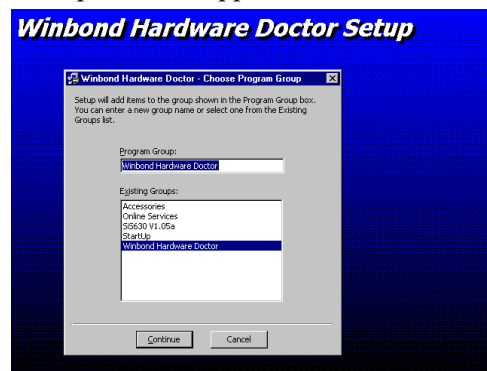 Winbond Hardware Doctor Setup
Winbond Hardware Doctor - Choose Program Group
Setup will add items to the group shown in the Program Group box.
You can enter a new group name or select one from the Existing
Groups list.
Program Group:
Winbond Hardware Doctor
Existing Groups:
Accessories
Online Services
SiS630 V1.05a
StartUp
Winbond Hardware Doctor
Continue
Cancel